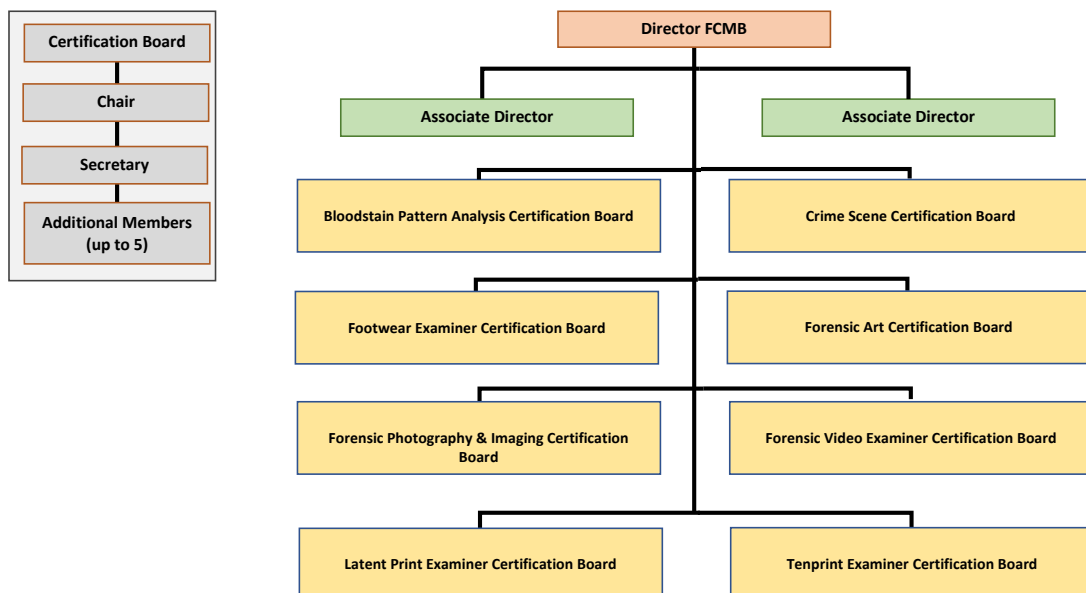 Certification Board
Chair
Secretary
Additional Members
(up to 5)
Director FCMB
Associate Director
Associate Director
Bloodstain Pattern Analysis Certification Board
Crime Scene Certification Board
Footwear Examiner Certification Board
Forensic Art Certification Board
Forensic Photography & Imaging Certification
Board
Forensic Video Examiner Certification Board
Latent Print Examiner Certification Board
Tenprint Examiner Certification Board